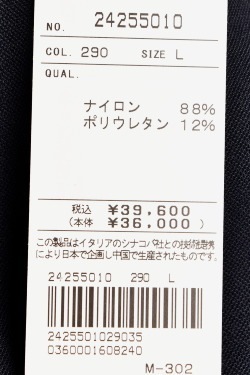 NO. 24255010
COL. 290 SIZE L
QUAL.
ナイロン 88%
ポリウレタン 12%
税込 ¥39,600
(本体 ¥36,000)
この製品はイタリアのシナコバ社との技術提携
により日本で企画し中国で生産されたものです。
24255010 290 L
2425501029035
0360001608240
M-302